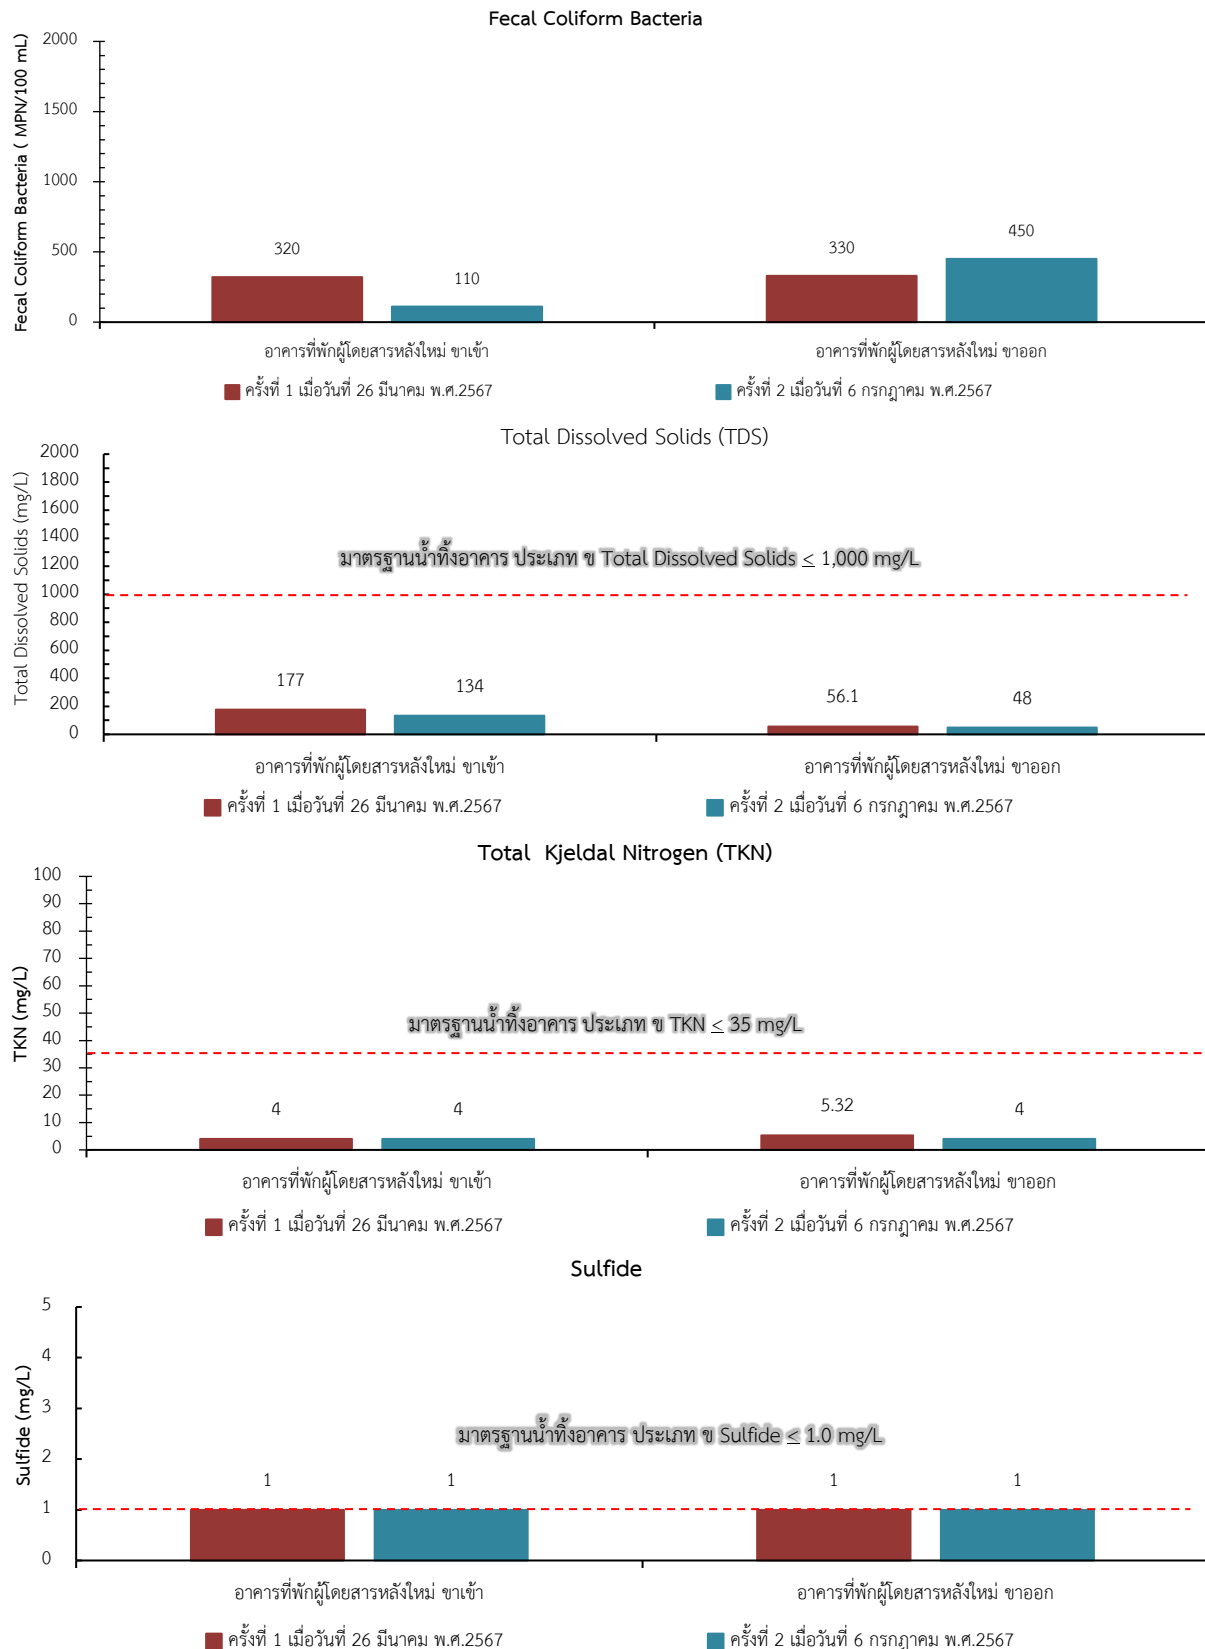 Fecal Coliform Bacteria
Fecal Coliform Bacteria ( MPN/100 mL)
2000
1500
1000
500
0
320
110
330
450
อาคารที่พักผู้โดยสารหลังใหม่ ขาเข้า
อาคารที่พักผู้โดยสารหลังใหม่ ขาออก
ครั้งที่ 1 เมื่อวันที่ 26 มีนาคม พ.ศ.2567
ครั้งที่ 2 เมื่อวันที่ 6 กรกฎาคม พ.ศ.2567
Total Dissolved Solids (TDS)
Total Dissolved Solids (mg/L)
2000
1800
1600
1400
1200
1000
800
600
400
200
0
มาตรฐานน้ำทิ้งอาคาร ประเภท ข Total Dissolved Solids ≤ 1,000 mg/L
177
134
56.1
48
อาคารที่พักผู้โดยสารหลังใหม่ ขาเข้า
อาคารที่พักผู้โดยสารหลังใหม่ ขาออก
ครั้งที่ 1 เมื่อวันที่ 26 มีนาคม พ.ศ.2567
ครั้งที่ 2 เมื่อวันที่ 6 กรกฎาคม พ.ศ.2567
Total Kjeldal Nitrogen (TKN)
TKN (mg/L)
100
90
80
70
60
50
40
30
20
10
0
มาตรฐานน้ำทิ้งอาคาร ประเภท ข TKN ≤ 35 mg/L
4
4
5.32
4
อาคารที่พักผู้โดยสารหลังใหม่ ขาเข้า
อาคารที่พักผู้โดยสารหลังใหม่ ขาออก
ครั้งที่ 1 เมื่อวันที่ 26 มีนาคม พ.ศ.2567
ครั้งที่ 2 เมื่อวันที่ 6 กรกฎาคม พ.ศ.2567
Sulfide
Sulfide (mg/L)
5
4
3
2
1
0
มาตรฐานน้ำทิ้งอาคาร ประเภท ข Sulfide ≤ 1.0 mg/L
1
1
1
1
อาคารที่พักผู้โดยสารหลังใหม่ ขาเข้า
อาคารที่พักผู้โดยสารหลังใหม่ ขาออก
ครั้งที่ 1 เมื่อวันที่ 26 มีนาคม พ.ศ.2567
ครั้งที่ 2 เมื่อวันที่ 6 กรกฎาคม พ.ศ.2567